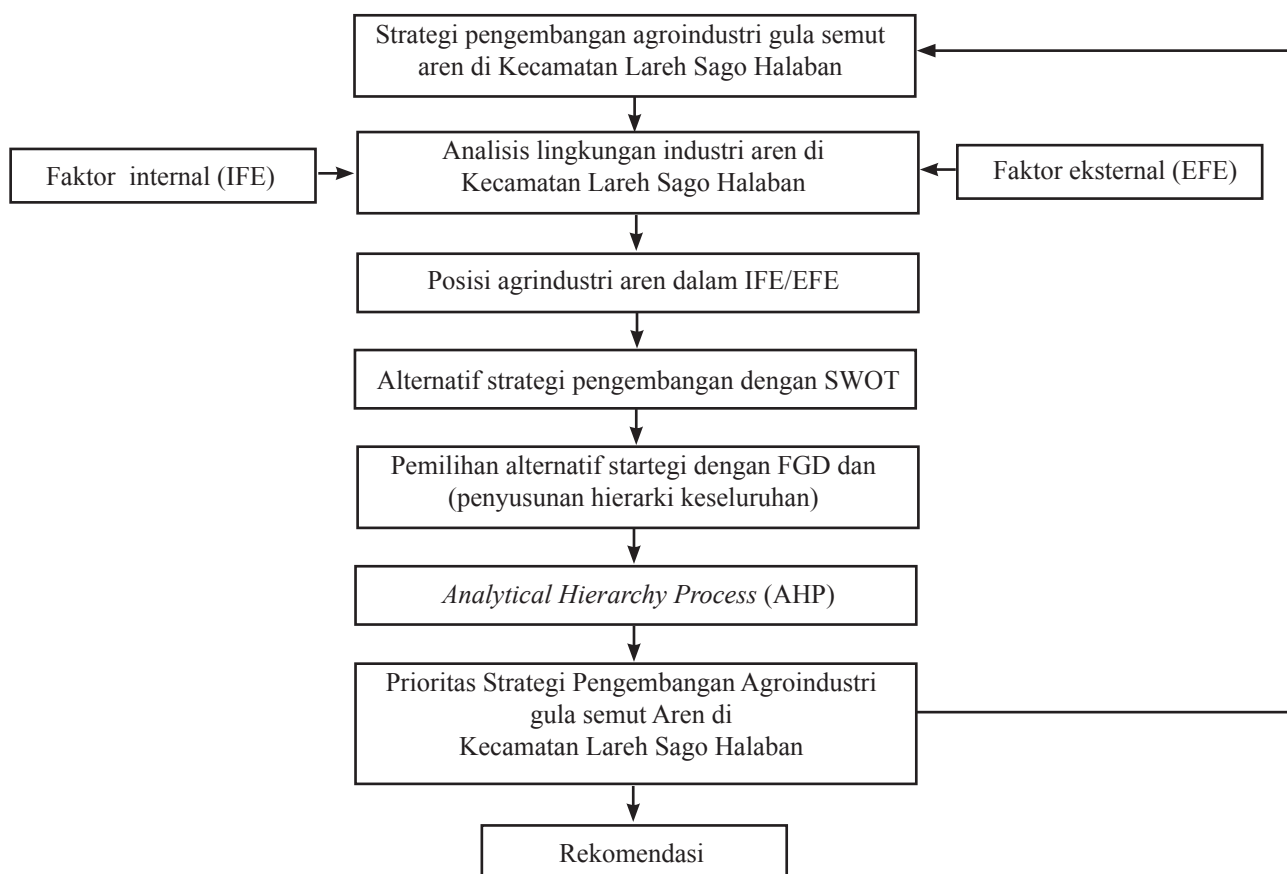 Strategi pengembangan agroindustri gula semut
aren di Kecamatan Lareh Sago Halaban
Faktor internal (IFE)
Analisis lingkungan industri aren di
Kecamatan Lareh Sago Halaban
Faktor eksternal (EFE)
Posisi agrindustri aren dalam IFE/EFE
Alternatif strategi pengembangan dengan SWOT
Pemilihan alternatif startegi dengan FGD dan
(penyusunan hierarki keseluruhan)
Analytical Hierarchy Process (AHP)
Prioritas Strategi Pengembangan Agroindustri
gula semut Aren di
Kecamatan Lareh Sago Halaban
Rekomendasi